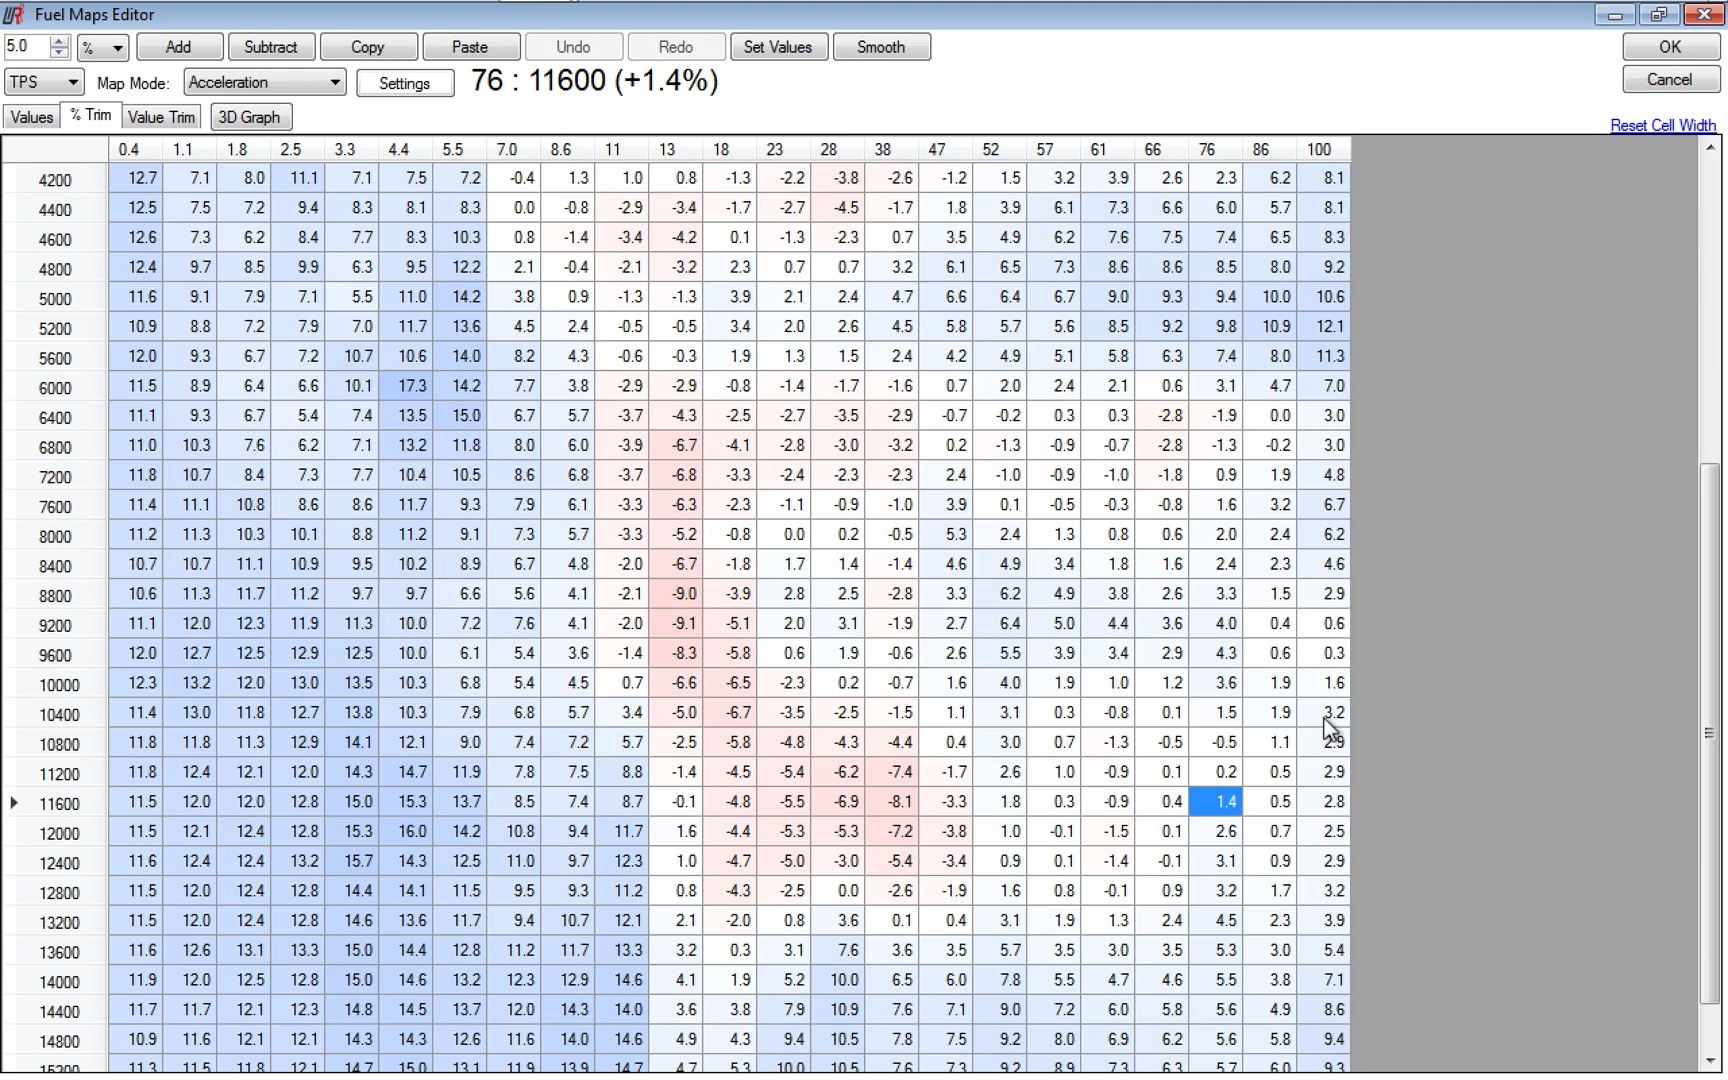 Fuel Maps Editor
5.0 % Add Subtract Copy Paste Undo Redo Set Values Smooth OK
TPS Map Mode: Acceleration Settings 76 : 11600 (+1.4%) Cancel
Values % Trim Value Trim 3D Graph Reset Cell Width
0.4 1.1 1.8 2.5 3.3 4.4 5.5 7.0 8.6 11 13 18 23 28 38 47 52 57 61 66 76 86 100
4200 12.7 7.1 8.0 11.1 7.1 7.5 7.2 -0.4 1.3 1.0 0.8 -1.3 -2.2 -3.8 -2.6 -1.2 1.5 3.2 3.9 2.6 2.3 6.2 8.1
4400 12.5 7.5 7.2 9.4 8.3 8.1 8.3 0.0 -0.8 -2.9 -3.4 -1.7 -2.7 -4.5 -1.7 1.8 3.9 6.1 7.3 6.6 6.0 5.7 8.1
4600 12.6 7.3 6.2 8.4 7.7 8.3 10.3 0.8 -1.4 -3.4 -4.2 0.1 -1.3 -2.3 0.7 3.5 4.9 6.2 7.6 7.5 7.4 6.5 8.3
4800 12.4 9.7 8.5 9.9 6.3 9.5 12.2 2.1 -0.4 -2.1 -3.2 2.3 0.7 0.7 3.2 6.1 6.5 7.3 8.6 8.6 8.5 8.0 9.2
5000 11.6 9.1 7.9 7.1 5.5 11.0 14.2 3.8 0.9 -1.3 -1.3 3.9 2.1 2.4 4.7 6.6 6.4 6.7 9.0 9.3 9.4 10.0 10.6
5200 10.9 8.8 7.2 7.9 7.0 11.7 13.6 4.5 2.4 -0.5 -0.5 3.4 2.0 2.6 4.5 5.8 5.7 5.6 8.5 9.2 9.8 10.9 12.1
5600 12.0 9.3 6.7 7.2 10.7 10.6 14.0 8.2 4.3 -0.6 -0.3 1.9 1.3 1.5 2.4 4.2 4.9 5.1 5.8 6.3 7.4 8.0 11.3
6000 11.5 8.9 6.4 6.6 10.1 17.3 14.2 7.7 3.8 -2.9 -2.9 -0.8 -1.4 -1.7 -1.6 0.7 2.0 2.4 2.1 0.6 3.1 4.7 7.0
6400 11.1 9.3 6.7 5.4 7.4 13.5 15.0 6.7 5.7 -3.7 -4.3 -2.5 -2.7 -3.5 -2.9 -0.7 -0.2 0.3 0.3 -2.8 -1.9 0.0 3.0
6800 11.0 10.3 7.6 6.2 7.1 13.2 11.8 8.0 6.0 -3.9 -6.7 -4.1 -2.8 -3.0 -3.2 0.2 -1.3 -0.9 -0.7 -2.8 -1.3 -0.2 3.0
7200 11.8 10.7 8.4 7.3 7.7 10.4 10.5 8.6 6.8 -3.7 -6.8 -3.3 -2.4 -2.3 -2.3 2.4 -1.0 -0.9 -1.0 -1.8 0.9 1.9 4.8
7600 11.4 11.1 10.8 8.6 8.6 11.7 9.3 7.9 6.1 -3.3 -6.3 -2.3 -1.1 -0.9 -1.0 3.9 0.1 -0.5 -0.3 -0.8 1.6 3.2 6.7
8000 11.2 11.3 10.3 10.1 8.8 11.2 9.1 7.3 5.7 -3.3 -5.2 -0.8 0.0 0.2 -0.5 5.3 2.4 1.3 0.8 0.6 2.0 2.4 6.2
8400 10.7 10.7 11.1 10.9 9.5 10.2 8.9 6.7 4.8 -2.0 -6.7 -1.8 1.7 1.4 -1.4 4.6 4.9 3.4 1.8 1.6 2.4 2.3 4.6
8800 10.6 11.3 11.7 11.2 9.7 9.7 6.6 5.6 4.1 -2.1 -9.0 -3.9 2.8 2.5 -2.8 3.3 6.2 4.9 3.8 2.6 3.3 1.5 2.9
9200 11.1 12.0 12.3 11.9 11.3 10.0 7.2 7.6 4.1 -2.0 -9.1 -5.1 2.0 3.1 -1.9 2.7 6.4 5.0 4.4 3.6 4.0 0.4 0.6
9600 12.0 12.7 12.5 12.9 12.5 10.0 6.1 5.4 3.6 -1.4 -8.3 -5.8 0.6 1.9 -0.6 2.6 5.5 3.9 3.4 2.9 4.3 0.6 0.3
10000 12.3 13.2 12.0 13.0 13.5 10.3 6.8 5.4 4.5 0.7 -6.6 -6.5 -2.3 0.2 -0.7 1.6 4.0 1.9 1.0 1.2 3.6 1.9 1.6
10400 11.4 13.0 11.8 12.7 13.8 10.3 7.9 6.8 5.7 3.4 -5.0 -6.7 -3.5 -2.5 -1.5 1.1 3.1 0.3 -0.8 0.1 1.5 1.9 3.2
10800 11.8 11.8 11.3 12.9 14.1 12.1 9.0 7.4 7.2 5.7 -2.5 -5.8 -4.8 -4.3 -4.4 0.4 3.0 0.7 -1.3 -0.5 -0.5 1.1 2.9
11200 11.8 12.4 12.1 12.0 14.3 14.7 11.9 7.8 7.5 8.8 -1.4 -4.5 -5.4 -6.2 -7.4 -1.7 2.6 1.0 -0.9 0.1 0.2 0.5 2.9
11600 11.5 12.0 12.0 12.8 15.0 15.3 13.7 8.5 7.4 8.7 -0.1 -4.8 -5.5 -6.9 -8.1 -3.3 1.8 0.3 -0.9 0.4 1.4 0.5 2.8
12000 11.5 12.1 12.4 12.8 15.3 16.0 14.2 10.8 9.4 11.7 1.6 -4.4 -5.3 -5.3 -7.2 -3.8 1.0 -0.1 -1.5 0.1 2.6 0.7 2.5
12400 11.6 12.4 12.4 13.2 15.7 14.3 12.5 11.0 9.7 12.3 1.0 -4.7 -5.0 -3.0 -5.4 -3.4 0.9 0.1 -1.4 -0.1 3.1 0.9 2.9
12800 11.5 12.0 12.4 12.8 14.4 14.1 11.5 9.5 9.3 11.2 0.8 -4.3 -2.5 0.0 -2.6 -1.9 1.6 0.8 -0.1 0.9 3.2 1.7 3.2
13200 11.5 12.0 12.4 12.8 14.6 13.6 11.7 9.4 10.7 12.1 2.1 -2.0 0.8 3.6 0.1 0.4 3.1 1.9 1.3 2.4 4.5 2.3 3.9
13600 11.6 12.6 13.1 13.3 15.0 14.4 12.8 11.2 11.7 13.3 3.2 0.3 3.1 7.6 3.6 3.5 5.7 3.5 3.0 3.5 5.3 3.0 5.4
14000 11.9 12.0 12.5 12.8 15.0 14.6 13.2 12.3 12.9 14.6 4.1 1.9 5.2 10.0 6.5 6.0 7.8 5.5 4.7 4.6 5.5 3.8 7.1
14400 11.7 11.7 12.1 12.3 14.8 14.5 13.7 12.0 14.3 14.0 3.6 3.8 7.9 10.9 7.6 7.1 9.0 7.2 6.0 5.8 5.6 4.9 8.6
14800 10.9 11.6 12.1 12.1 14.3 14.3 12.6 11.6 14.0 14.6 4.9 4.3 9.4 10.5 7.8 7.5 9.2 8.0 6.9 6.2 5.6 5.8 9.4
15200 11.3 11.5 11.8 12.1 14.7 15.0 13.1 11.9 13.9 14.7 4.7 5.3 10.0 10.5 7.6 7.3 9.2 8.9 7.3 6.3 5.7 6.0 9.3